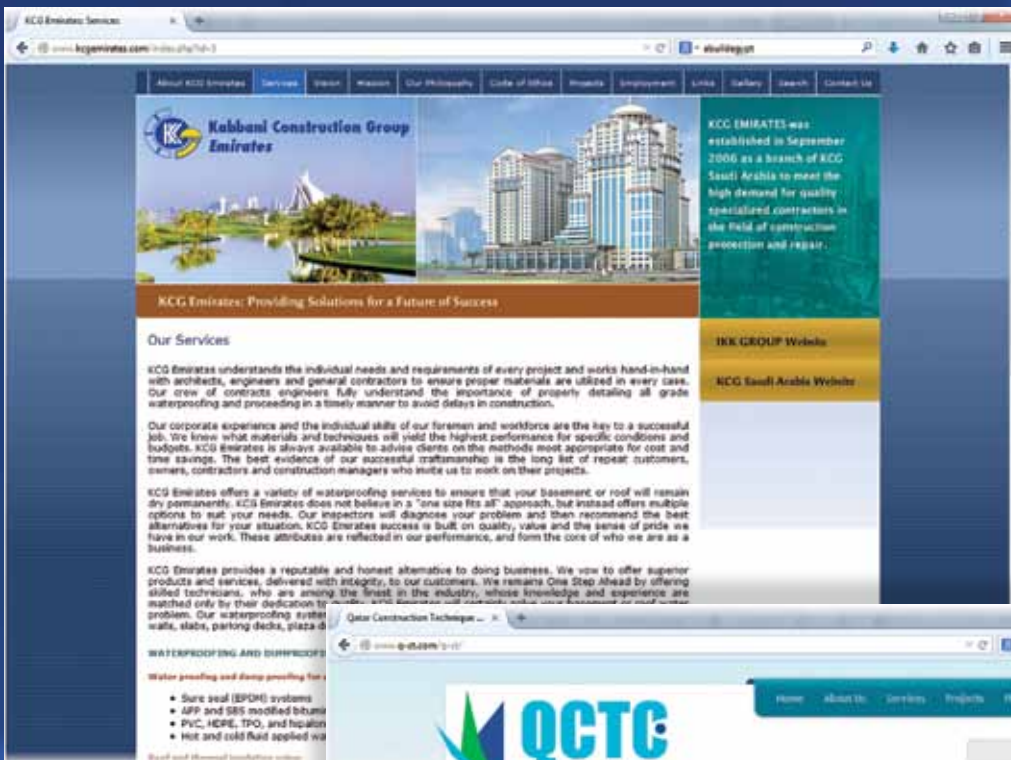 KCG Emirates: Services
www.kcgemirates.com/index.php?id=3
ebuildegypt
About KCG Emirates Services Vision Mission Our Philosophy Code of Ethics Projects Employment Links Gallery Search Contact Us
Kabbani Construction Group
Emirates
KCG EMIRATES was
established in September
2006 as a branch of KCG
Saudi Arabia to meet the
high demand for quality
specialized contractors in
the field of construction
protection and repair.
KCG Emirates: Providing Solutions for a Future of Success
IKK GROUP Website
KCG Saudi Arabia Website
Our Services
KCG Emirates understands the individual needs and requirements of every project and works hand-in-hand
with architects, engineers and general contractors to ensure proper materials are utilized in every case.
Our crew of contracts engineers fully understand the importance of properly detailing all grade
waterproofing and proceeding in a timely manner to avoid delays in construction.
Our corporate experience and the individual skills of our foremen and workforce are the key to a successful
job. We know what materials and techniques will yield the highest performance for specific conditions and
budgets. KCG Emirates is always available to advise clients on the methods most appropriate for cost and
time savings. The best evidence of our successful craftsmanship is the long list of repeat customers,
owners, contractors and construction managers who invite us to work on their projects.
KCG Emirates offers a variety of waterproofing services to ensure that your basement or roof will remain
dry permanently. KCG Emirates does not believe in a "one size fits all" approach, but instead offers multiple
options to suit your needs. Our inspectors will diagnose your problem and then recommend the best
alternatives for your situation. KCG Emirates success is built on quality, value and the sense of pride we
have in our work. These attributes are reflected in our performance, and form the core of who we are as a
business.
KCG Emirates provides a reputable and honest alternative to doing business. We vow to offer superior
products and services, delivered with integrity, to our customers. We remains One Step Ahead by offering
skilled technicians, who are among the finest in the industry, whose knowledge and experience are
matched only by their dedication to quality. KCG Emirates will certainly solve your basement or roof water
problem. Our waterproofing
walls, slabs, parking decks, plaza
WATERPROOFING AND DUMPROOFING
Water proofing and damp proofing for
Sure seal (EPDM) systems
APP and SBS modified
PVC, HDPE, TPO, and hypalon
Hot and cold fluid applied
Roof and thermal insulation
Qatar Construction Technique ...
www.q-ct.com/q-ct/
Home About Us Services Projects
QCTC